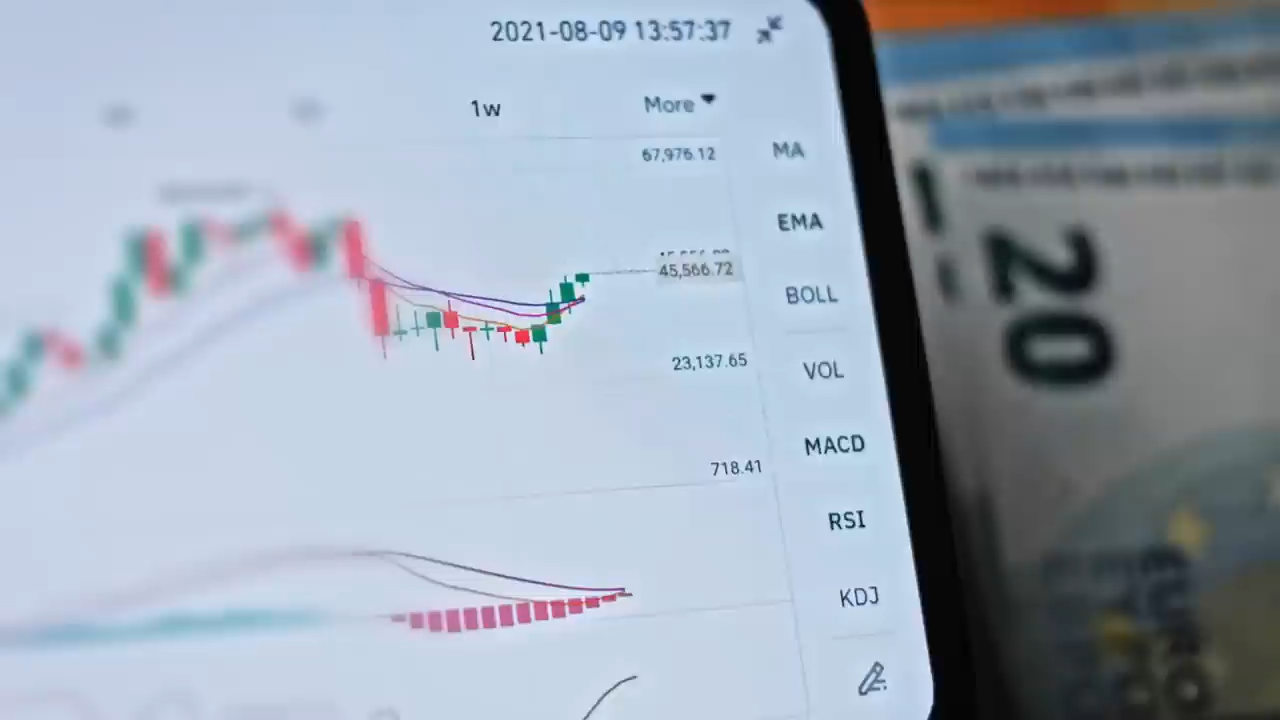 2021-08-09 13:57:37
1w
More
67,976.12
MA
EMA
45,566.72
BOLL
23,137.65
VOL
MACD
718.41
RSI
KDJ
20
EURO